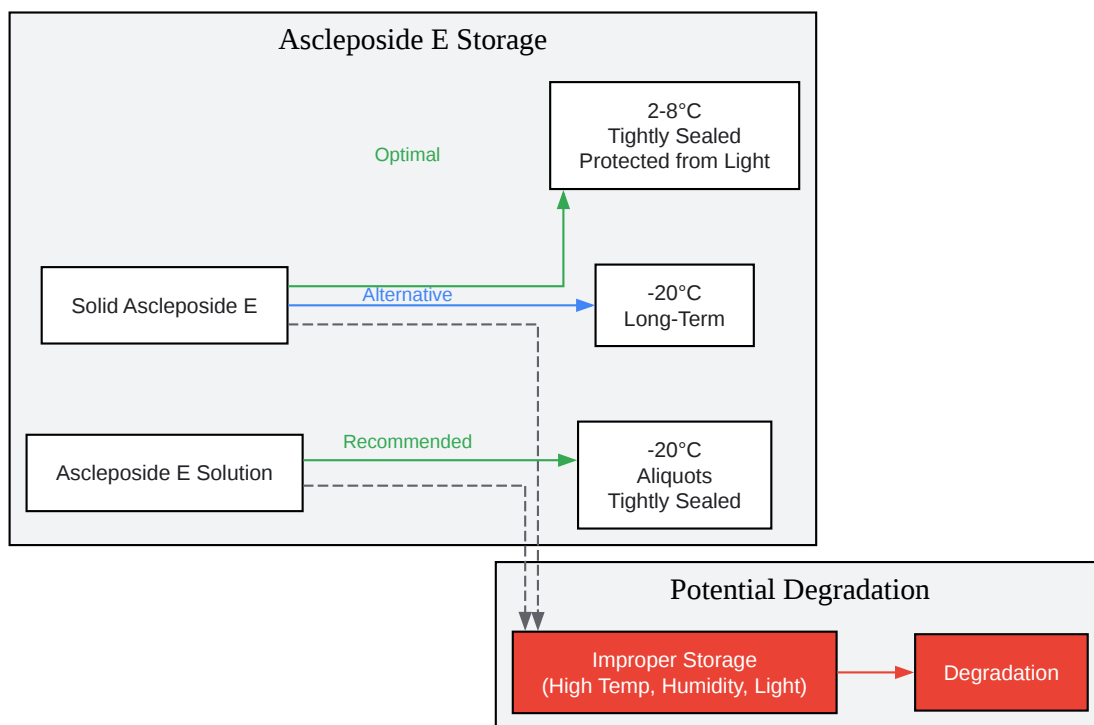 Ascleposide E Storage
2-8°C
Tightly Sealed
Protected from Light
Optimal
Solid Ascleposide E
Alternative
-20°C
Long-Term
Ascleposide E Solution
Recommended
-20°C
Aliquots
Tightly Sealed
Potential Degradation
Improper Storage
(High Temp, Humidity, Light)
Degradation